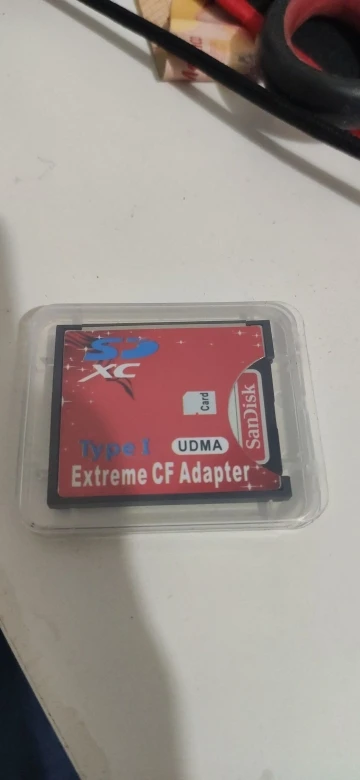 SD
XC
Card
SanDisk
Type I
UDMA
Extreme CF Adapter